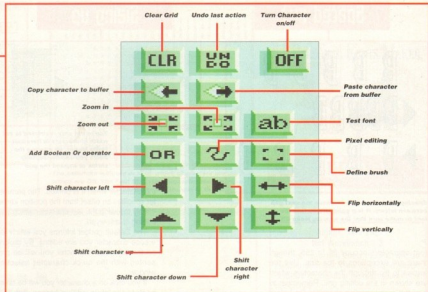 Clear Grid
Undo last action
Turn Character
on/off
CLR
UN
DO
OFF
Copy character to buffer
Paste character
from buffer
Zoom in
Zoom out
ab
Test font
Pixel editing
Add Boolean Or operator
OR
Define brush
Shift character left
Flip horizontally
Flip vertically
Shift character up
Shift character down
Shift
character
right